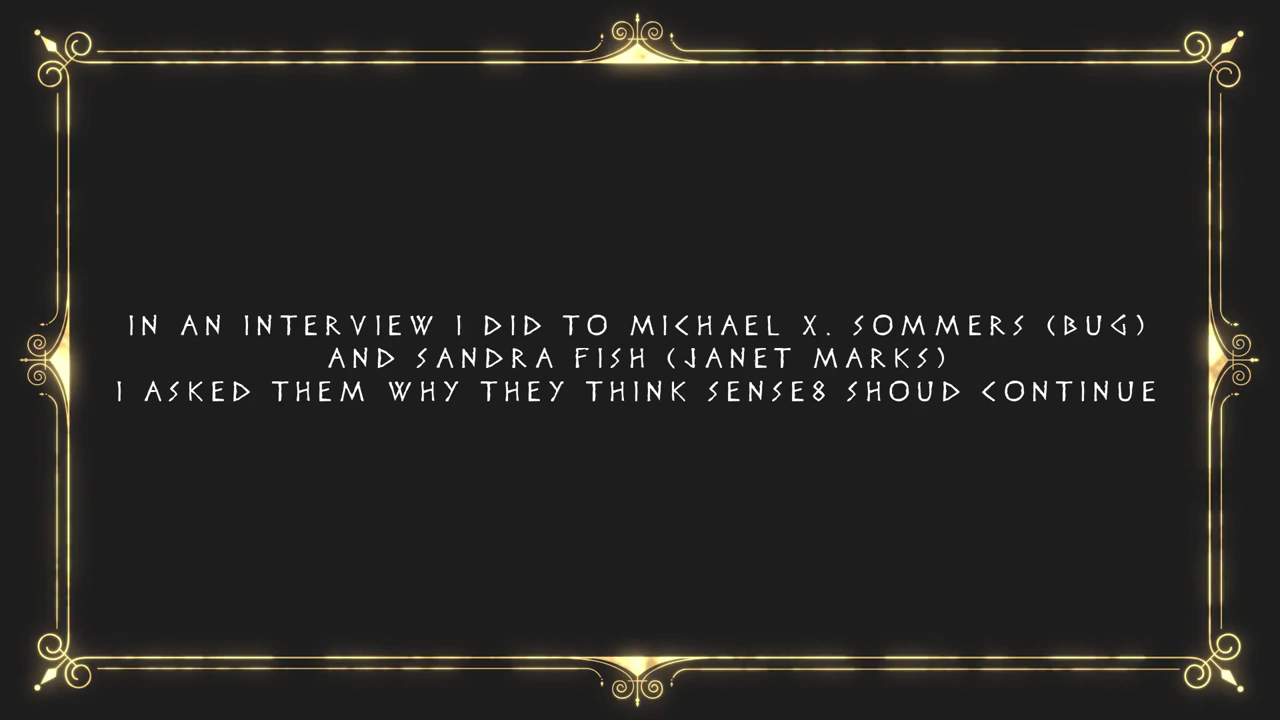 IN AN INTERVIEW I DID TO MICHAEL X. SOMMERS (BUG)
AND SANDRA FISH (JANET MARKS)
I ASKED THEM WHY THEY THINK SENSE8 SHOUD CONTINUE